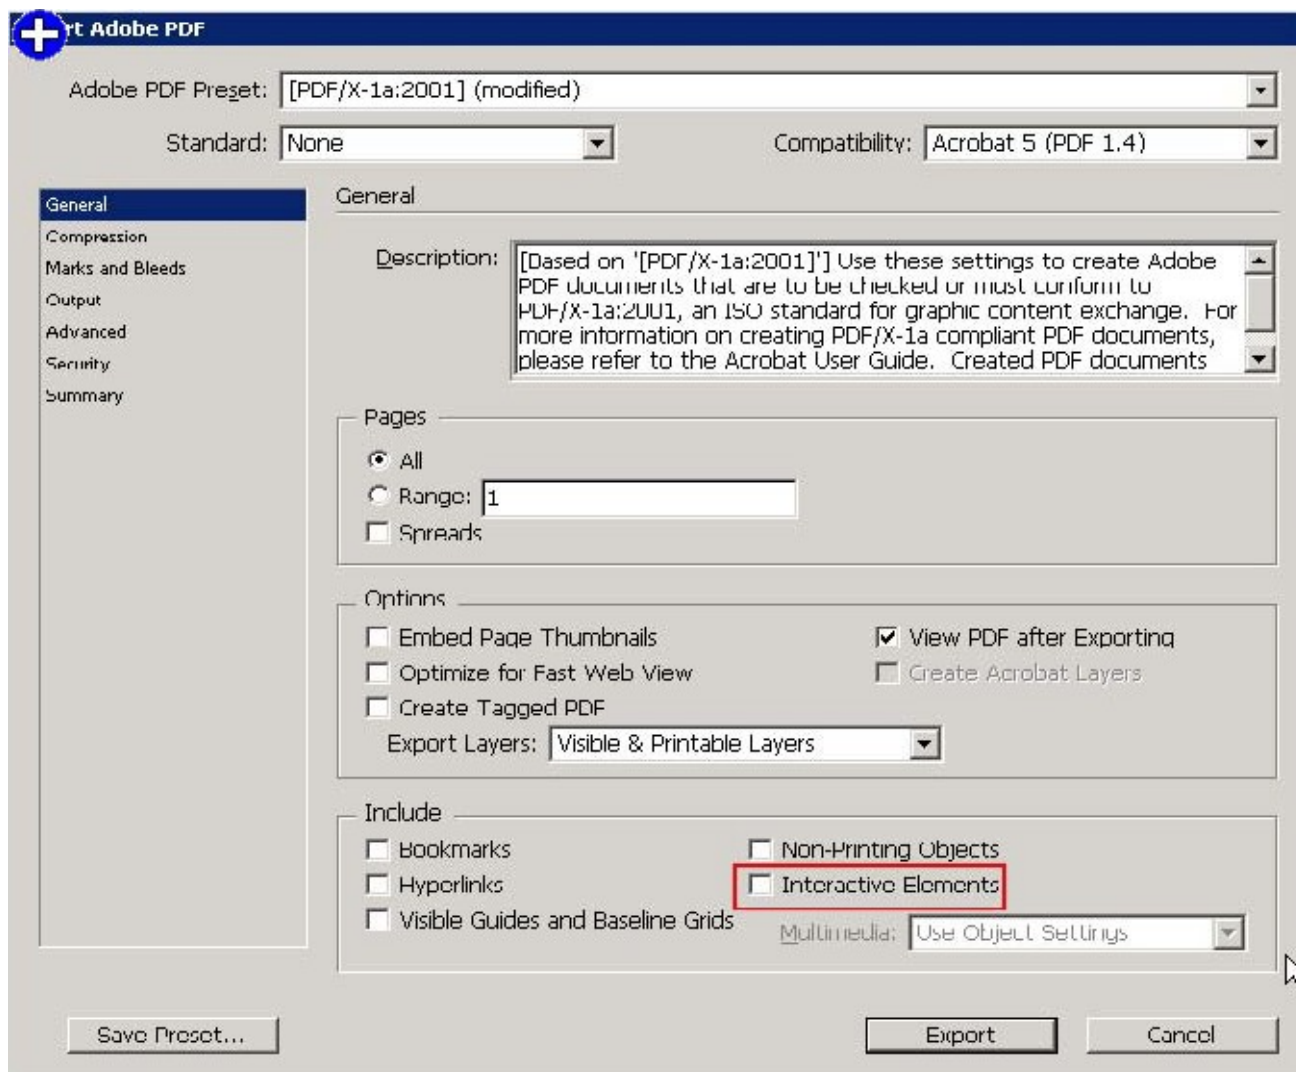 rt Adobe PDF
Adobe PDF Preset: [PDF/X-1a:2001] (modified)
Standard: None Compatibility: Acrobat 5 (PDF 1.4)
General
Compression
Marks and Bleeds
Output
Advanced
Security
Summary
General
Description: [Based on '[PDF/X-1a:2001]'] Use these settings to create Adobe
PDF documents that are to be checked or must conform to
PDF/X-1a:2001, an ISO standard for graphic content exchange. For
more information on creating PDF/X-1a compliant PDF documents,
please refer to the Acrobat User Guide. Created PDF documents
Pages
All
Range: 1
Spreads
Options
Embed Page Thumbnails View PDF after Exporting
Optimize for Fast Web View Create Acrobat Layers
Create Tagged PDF
Export Layers: Visible & Printable Layers
Include
Bookmarks Non-Printing Objects
Hyperlinks Interactive Elements
Visible Guides and Baseline Grids Multimedia: Use Object Settings
Save Preset... Export Cancel